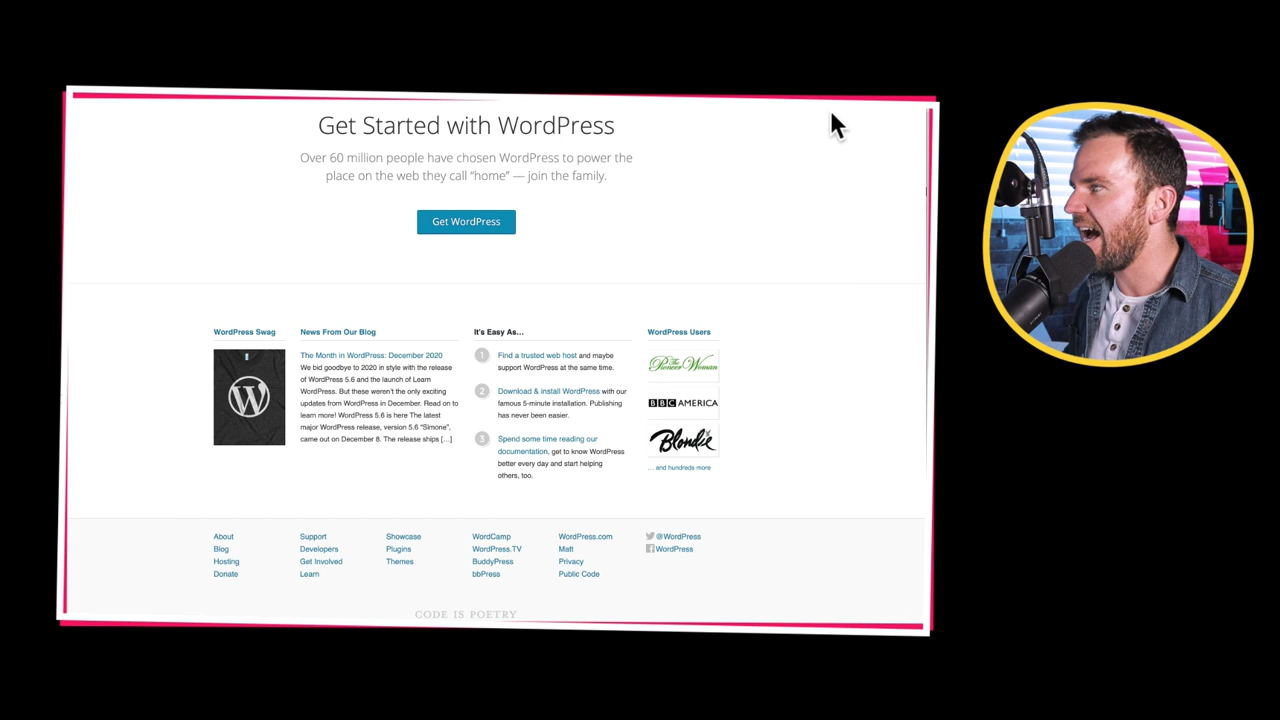 Get Started with WordPress
Over 60 million people have chosen WordPress to power the
place on the web they call “home” — join the family.
Get WordPress
WordPress Swag
News From Our Blog
The Month in WordPress: December 2020
We bid goodbye to 2020 in style with the release
of WordPress 5.6 and the launch of Learn
WordPress. But these weren’t the only exciting
updates from WordPress in December. Read on to
learn more! WordPress 5.6 is here The latest
major WordPress release, version 5.6 “Simone”,
came out on December 8. The release ships […]
It’s Easy As…
1
Find a trusted web host and maybe
support WordPress at the same time.
2
Download & install WordPress with our
famous 5-minute installation. Publishing
has never been easier.
3
Spend some time reading our
documentation, get to know WordPress
better every day and start helping
others, too.
WordPress Users
The Pioneer Woman
BBC AMERICA
Blondie
… and hundreds more
About
Blog
Hosting
Donate
Support
Developers
Get Involved
Learn
Showcase
Plugins
Themes
WordCamp
WordPress.TV
BuddyPress
bbPress
WordPress.com
Matt
Privacy
Public Code
@WordPress
WordPress
CODE IS POETRY